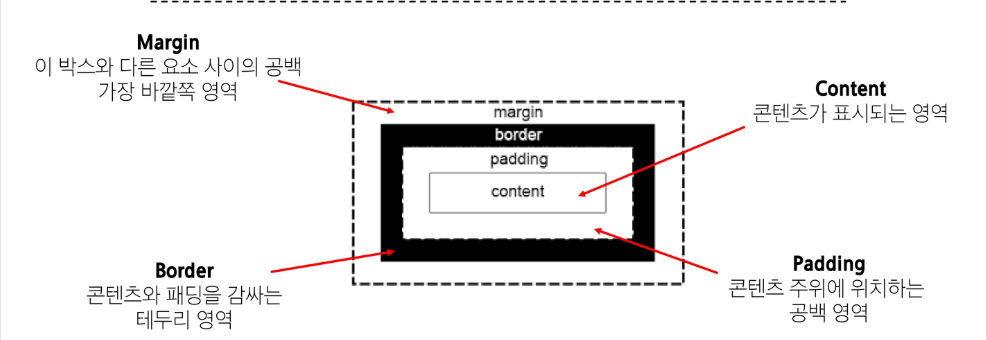 Margin
이 박스와 다른 요소 사이의 공백
가장 바깥쪽 영역
Content
콘텐츠가 표시되는 영역
margin
border
padding
content
Border
콘텐츠와 패딩을 감싸는
테두리 영역
Padding
콘텐츠 주위에 위치하는
공백 영역